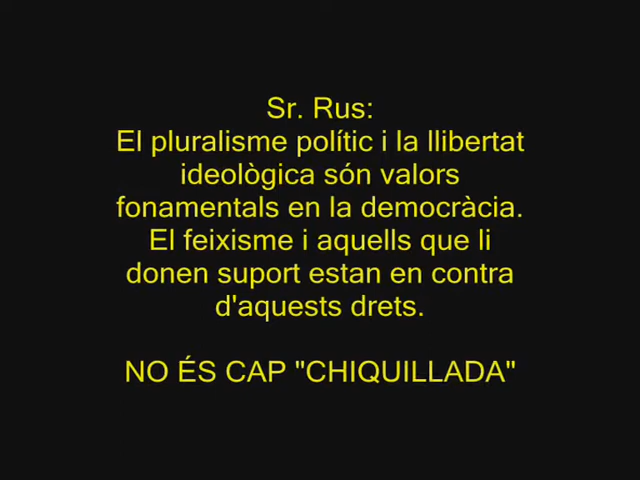 Sr. Rus:
El pluralisme polític i la llibertat
ideològica són valors
fonamentals en la democràcia.
El feixisme i aquells que li
donen suport estan en contra
d'aquests drets.
NO ÉS CAP "CHIQUILLADA"